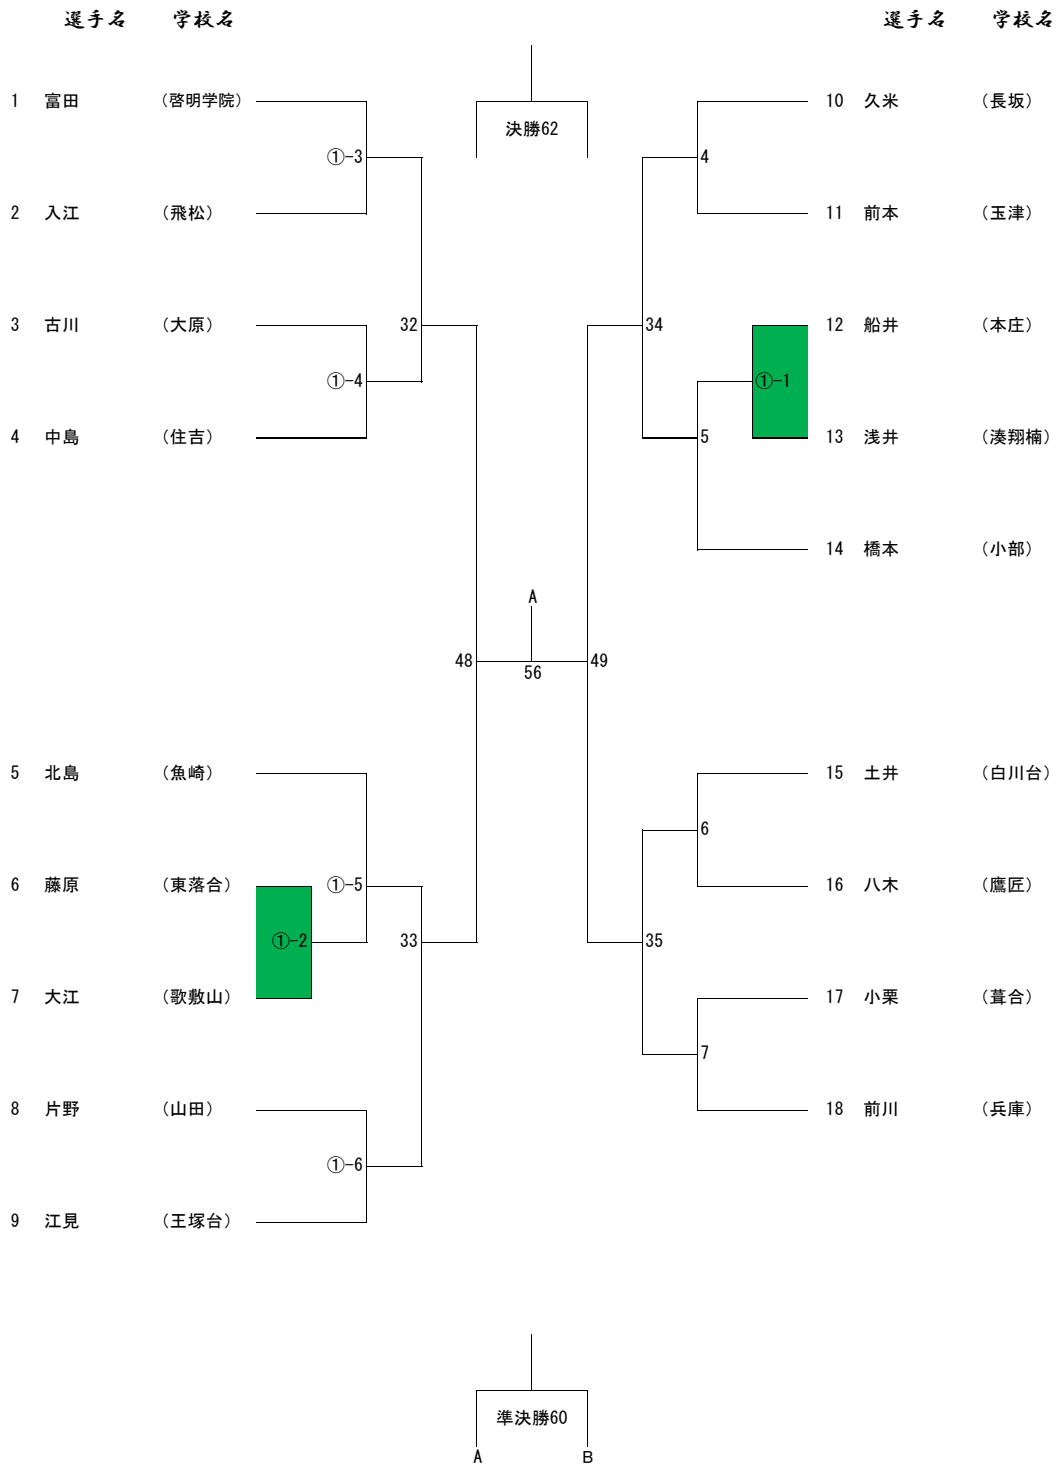 選手名 学校名 選手名 学校名
1 富田 （啓明学院） 決勝62 10 久米 （長坂）
①-3 4
2 入江 （飛松） 11 前本 （玉津）
3 古川 （大原） 32 34 12 船井 （本庄）
①-4 ①-1
4 中島 （住吉） 5 13 浅井 （湊翔楠）
14 橋本 （小部）
A
48 56 49
5 北島 （魚崎） 15 土井 （白川台）
6
6 藤原 （東落合） ①-5 16 八木 （鷹匠）
①-2 33 35
7 大江 （歌敷山） 17 小栗 （葺合）
7
8 片野 （山田） 18 前川 （兵庫）
①-6
9 江見 （王塚台）
準決勝60
A B